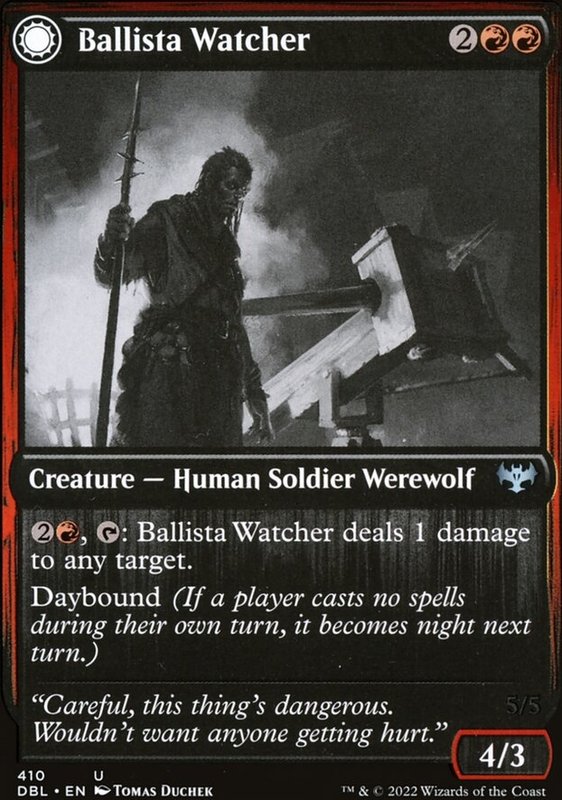 Ballista Watcher 2
Creature — Human Soldier Werewolf
2, : Ballista Watcher deals 1 damage
to any target.
Daybound (If a player casts no spells
during their own turn, it becomes night next
turn.)
5/5
“Careful, this thing’s dangerous.
Wouldn’t want anyone getting hurt.”
4/3
410 U
DBL • EN Tomas Duchek
™ & © 2022 Wizards of the Coast